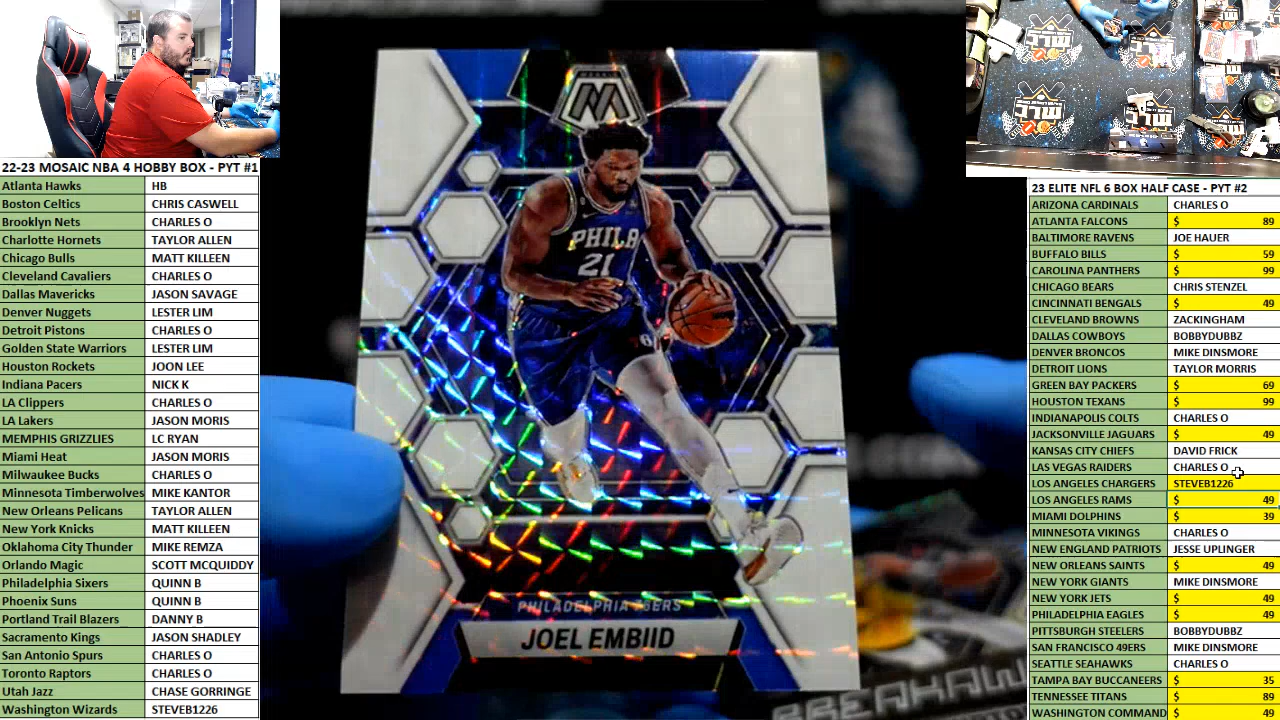 22-23 MOSAIC NBA 4 HOBBY BOX - PYT #1
Atlanta Hawks HB
Boston Celtics CHRIS CASWELL
Brooklyn Nets CHARLES O
Charlotte Hornets TAYLOR ALLEN
Chicago Bulls MATT KILLEEN
Cleveland Cavaliers CHARLES O
Dallas Mavericks JASON SAVAGE
Denver Nuggets LESTER LIM
Detroit Pistons CHARLES O
Golden State Warriors LESTER LIM
Houston Rockets JOON LEE
Indiana Pacers NICK K
LA Clippers CHARLES O
LA Lakers JASON MORIS
MEMPHIS GRIZZLIES LC RYAN
Miami Heat JASON MORIS
Milwaukee Bucks CHARLES O
Minnesota Timberwolves MIKE KANTOR
New Orleans Pelicans TAYLOR ALLEN
New York Knicks MATT KILLEEN
Oklahoma City Thunder MIKE REMZA
Orlando Magic SCOTT MCQUIDDY
Philadelphia Sixers QUINN B
Phoenix Suns QUINN B
Portland Trail Blazers DANNY B
Sacramento Kings JASON SHADLEY
San Antonio Spurs CHARLES O
Toronto Raptors CHARLES O
Utah Jazz CHASE GORRINGE
Washington Wizards STEVEB1226
MOSAIC
PHILA
21
PHILADELPHIA 76ERS
JOEL EMBIID
BREAKAW
23 ELITE NFL 6 BOX HALF CASE - PYT #2
ARIZONA CARDINALS CHARLES O
ATLANTA FALCONS $ 89
BALTIMORE RAVENS JOE HAUER
BUFFALO BILLS $ 59
CAROLINA PANTHERS $ 99
CHICAGO BEARS CHRIS STENZEL
CINCINNATI BENGALS $ 49
CLEVELAND BROWNS ZACKINGHAM
DALLAS COWBOYS BOBBYDUBBZ
DENVER BRONCOS MIKE DINSMORE
DETROIT LIONS TAYLOR MORRIS
GREEN BAY PACKERS $ 69
HOUSTON TEXANS $ 99
INDIANAPOLIS COLTS CHARLES O
JACKSONVILLE JAGUARS $ 49
KANSAS CITY CHIEFS DAVID FRICK
LAS VEGAS RAIDERS CHARLES O
LOS ANGELES CHARGERS STEVEB1226
LOS ANGELES RAMS $ 49
MIAMI DOLPHINS $ 39
MINNESOTA VIKINGS CHARLES O
NEW ENGLAND PATRIOTS JESSE UPLINGER
NEW ORLEANS SAINTS $ 49
NEW YORK GIANTS MIKE DINSMORE
NEW YORK JETS $ 49
PHILADELPHIA EAGLES $ 49
PITTSBURGH STEELERS BOBBYDUBBZ
SAN FRANCISCO 49ERS MIKE DINSMORE
SEATTLE SEAHAWKS CHARLES O
TAMPA BAY BUCCANEERS $ 35
TENNESSEE TITANS $ 89
WASHINGTON COMMAND $ 49